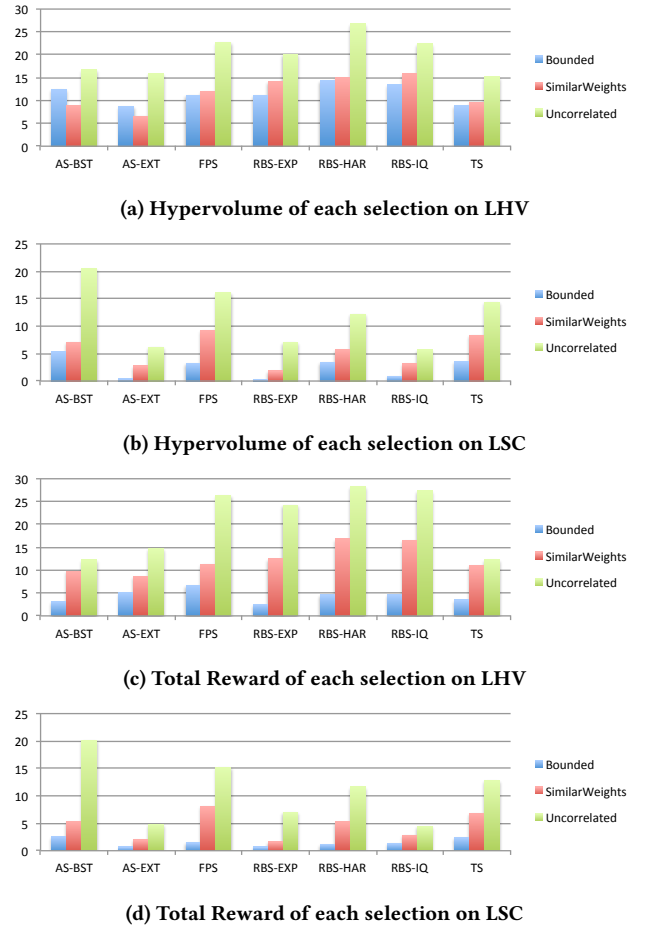 30
25
20
15
10
5
0
Bounded
SimilarWeights
Uncorrelated
AS-BST AS-EXT FPS RBS-EXP RBS-HAR RBS-IQ TS
(a) Hypervolume of each selection on LHV
25
20
15
10
5
0
Bounded
SimilarWeights
Uncorrelated
AS-BST AS-EXT FPS RBS-EXP RBS-HAR RBS-IQ TS
(b) Hypervolume of each selection on LSC
30
25
20
15
10
5
0
Bounded
SimilarWeights
Uncorrelated
AS-BST AS-EXT FPS RBS-EXP RBS-HAR RBS-IQ TS
(c) Total Reward of each selection on LHV
25
20
15
10
5
0
Bounded
SimilarWeights
Uncorrelated
AS-BST AS-EXT FPS RBS-EXP RBS-HAR RBS-IQ TS
(d) Total Reward of each selection on LSC